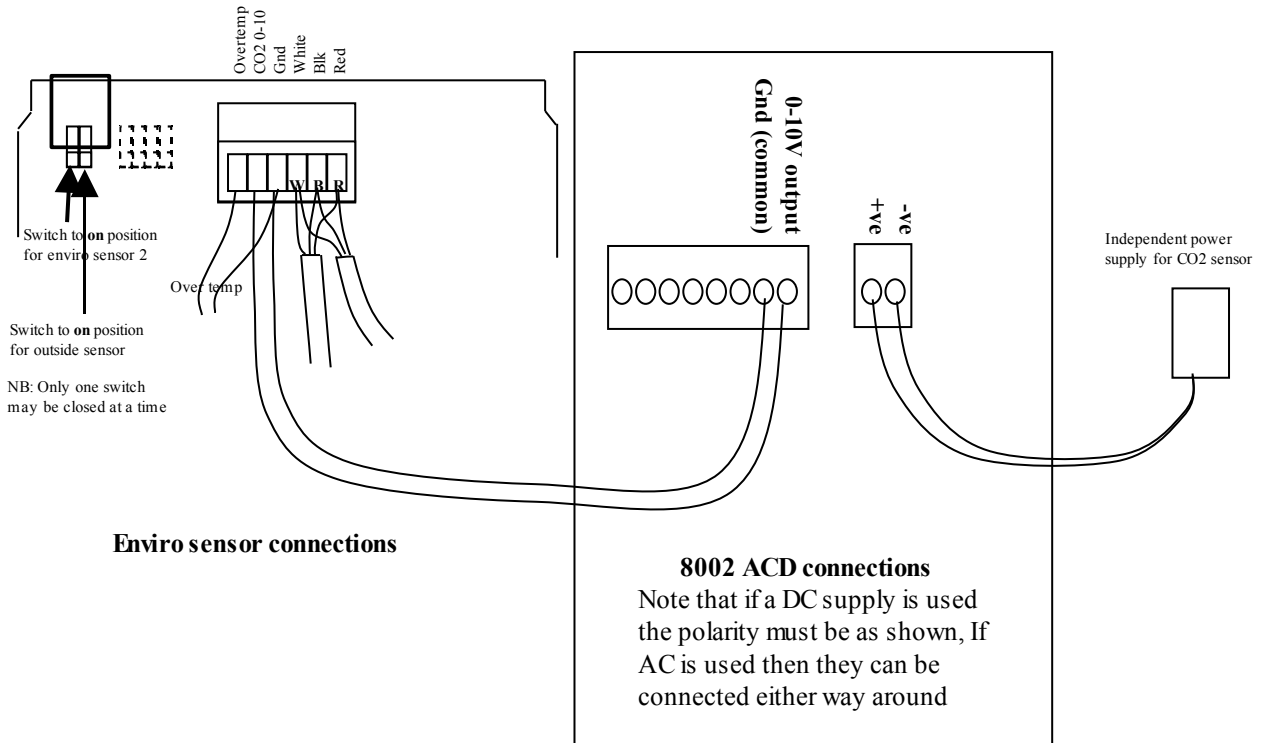 Overtemp
CO2 0-10
Gnd
White
Blk
Red
W B R
Switch to on position
for enviro sensor 2
Over temp
Switch to on position
for outside sensor
NB: Only one switch
may be closed at a time
Enviro sensor connections
0-10V output
Gnd (common)
-ve
+ve
Independent power
supply for CO2 sensor
8002 ACD connections
Note that if a DC supply is used
the polarity must be as shown, If
AC is used then they can be
connected either way around